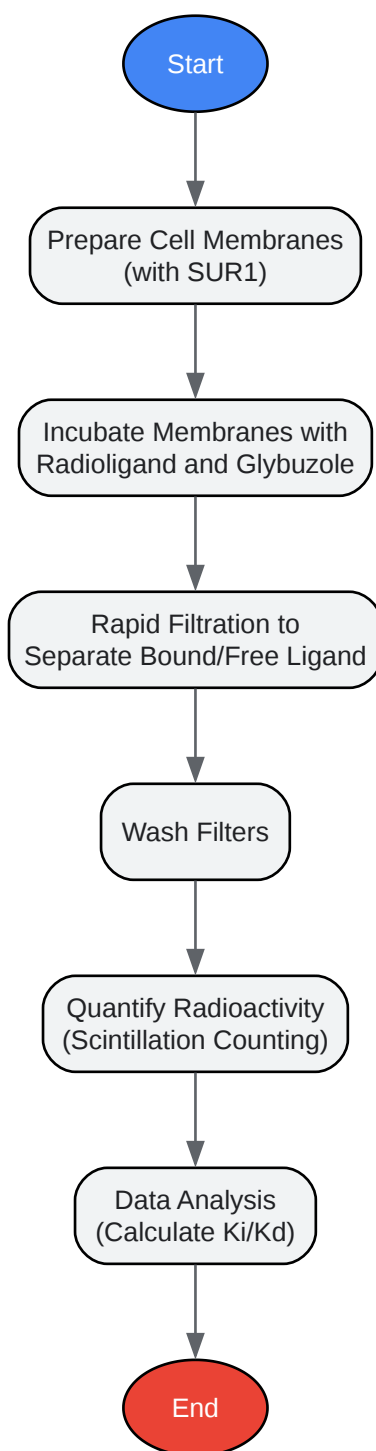 Start
Prepare Cell Membranes
(with SUR1)
Incubate Membranes with
Radioligand and Glybuzole
Rapid Filtration to
Separate Bound/Free Ligand
Wash Filters
Quantify Radioactivity
(Scintillation Counting)
Data Analysis
(Calculate Ki/Kd)
End